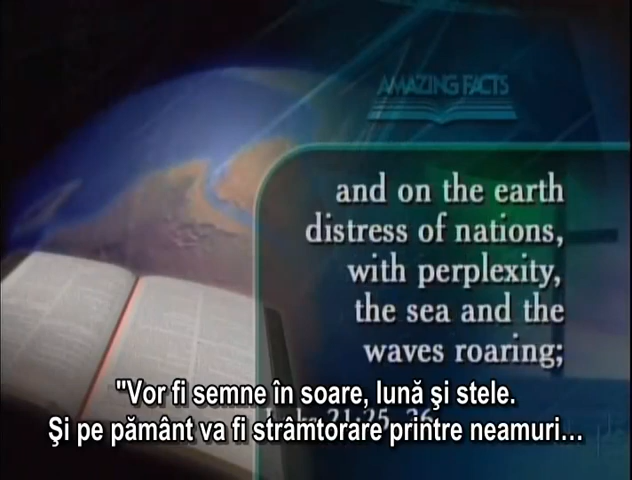 AMAZING FACTS
and on the earth
distress of nations,
with perplexity,
the sea and the
waves roaring;
"Vor fi semne în soare, lună şi stele.
Şi pe pământ va fi strâmtorare printre neamuri...